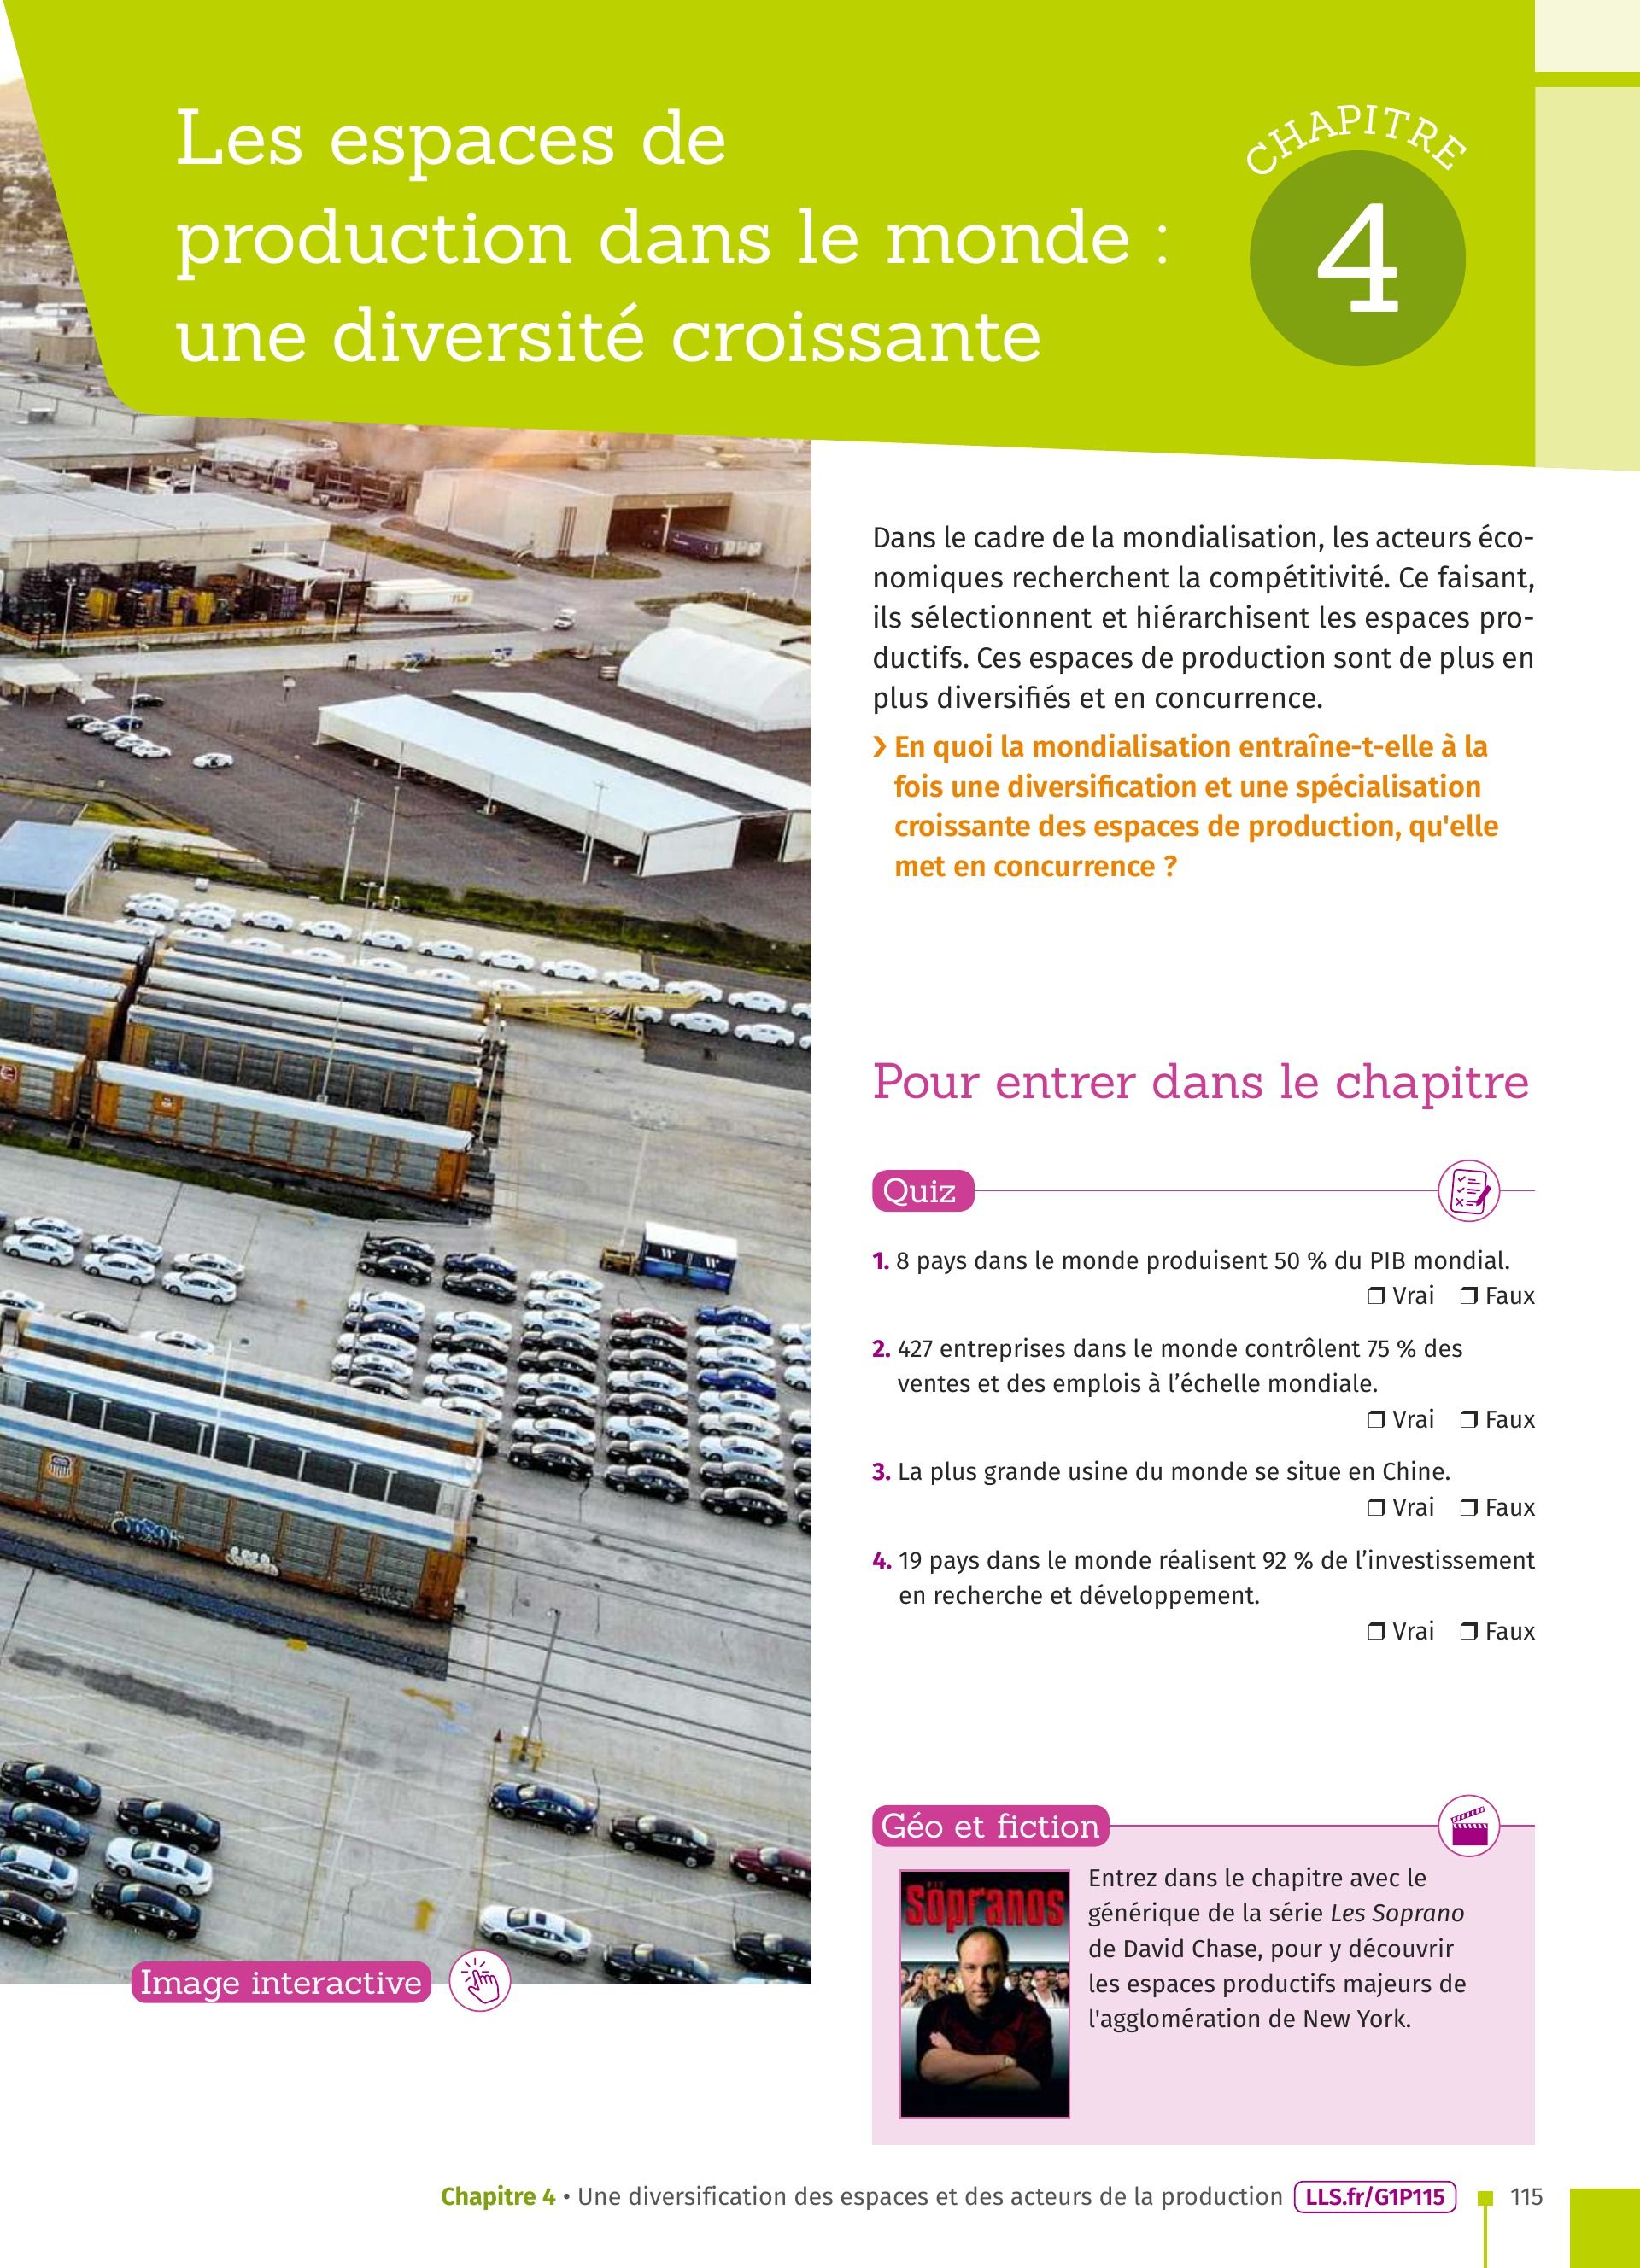 Les espaces de
production dans le monde :
une diversité croissante
CHAPITRE
4
Dans le cadre de la mondialisation, les acteurs éco-
nomiques recherchent la compétitivité. Ce faisant,
ils sélectionnent et hiérarchisent les espaces pro-
ductifs. Ces espaces de production sont de plus en
plus diversifiés et en concurrence.
❯ En quoi la mondialisation entraîne-t-elle à la
fois une diversification et une spécialisation
croissante des espaces de production, qu'elle
met en concurrence ?
Pour entrer dans le chapitre
Quiz
1. 8 pays dans le monde produisent 50 % du PIB mondial.
❒ Vrai ❒ Faux
2. 427 entreprises dans le monde contrôlent 75 % des
ventes et des emplois à l’échelle mondiale.
❒ Vrai ❒ Faux
3. La plus grande usine du monde se situe en Chine.
❒ Vrai ❒ Faux
4. 19 pays dans le monde réalisent 92 % de l’investissement
en recherche et développement.
❒ Vrai ❒ Faux
Géo et fiction
Sopranos
Entrez dans le chapitre avec le
générique de la série Les Soprano
de David Chase, pour y découvrir
les espaces productifs majeurs de
l'agglomération de New York.
Image interactive
Chapitre 4 • Une diversification des espaces et des acteurs de la production LLS.fr/G1P115 115